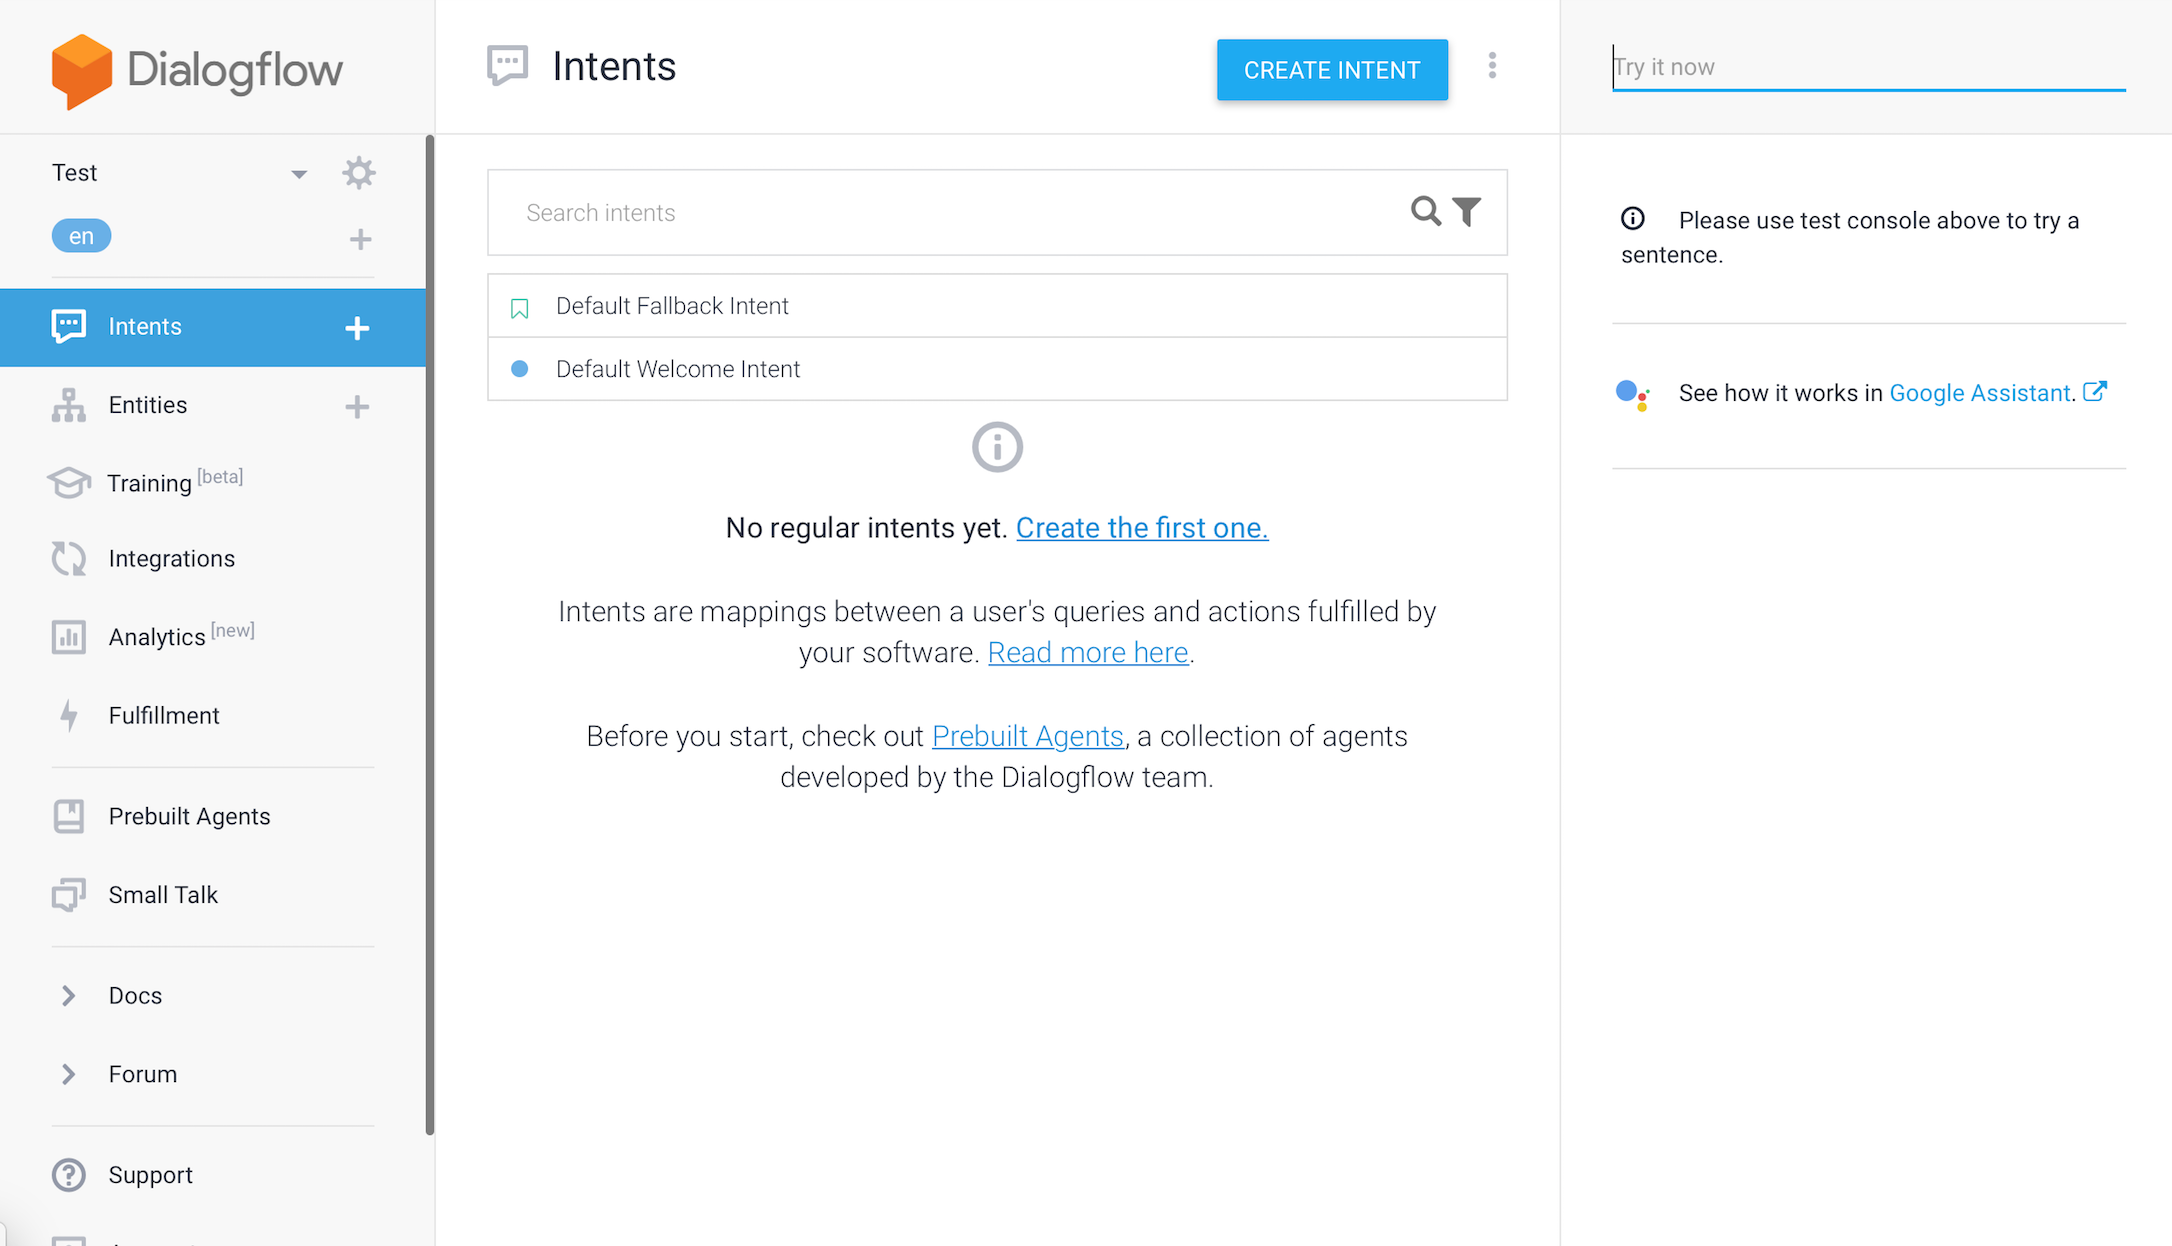 Dialogflow
Test
en
Intents
Entities
Training [beta]
Integrations
Analytics [new]
Fulfillment
Prebuilt Agents
Small Talk
Docs
Forum
Support
Intents
CREATE INTENT
Search intents
Default Fallback Intent
Default Welcome Intent
No regular intents yet. Create the first one.
Intents are mappings between a user's queries and actions fulfilled by
your software. Read more here.
Before you start, check out Prebuilt Agents, a collection of agents
developed by the Dialogflow team.
Try it now
Please use test console above to try a
sentence.
See how it works in Google Assistant.